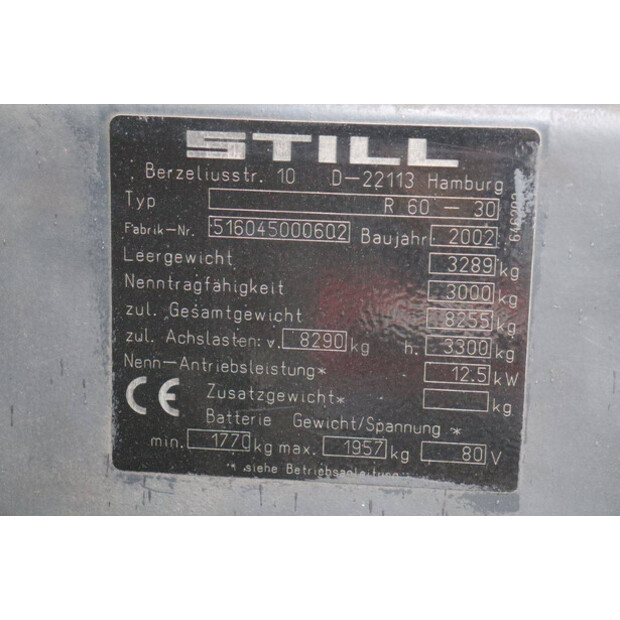 STILL
Berzeliusstr. 10 D-22113 Hamburg
Typ R 60 - 30
Fabrik-Nr. 516045000602 Baujahr 2002
Leergewicht 3289 kg
Nenntragfähigkeit 3000 kg
zul. Gesamtgewicht 8255 kg
zul. Achslasten: v. 8290 kg h. 3300 kg
Nenn-Antriebsleistung* 12.5 kW
CE Zusatzgewicht* kg
Batterie Gewicht/Spannung *
min. 1770 kg max. 1957 kg 80 V
"*" siehe Betriebsanleitung